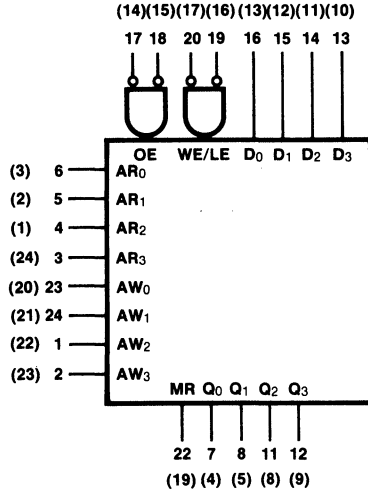 (14)(15) (17)(16) (13)(12)(11)(10)
17 18 20 19 16 15 14 13
OE WE/LE D0 D1 D2 D3
(3) 6 AR0
(2) 5 AR1
(1) 4 AR2
(24) 3 AR3
(20) 23 AW0
(21) 24 AW1
(22) 1 AW2
(23) 2 AW3
MR Q0 Q1 Q2 Q3
22 7 8 11 12
(19) (4) (5) (8) (9)